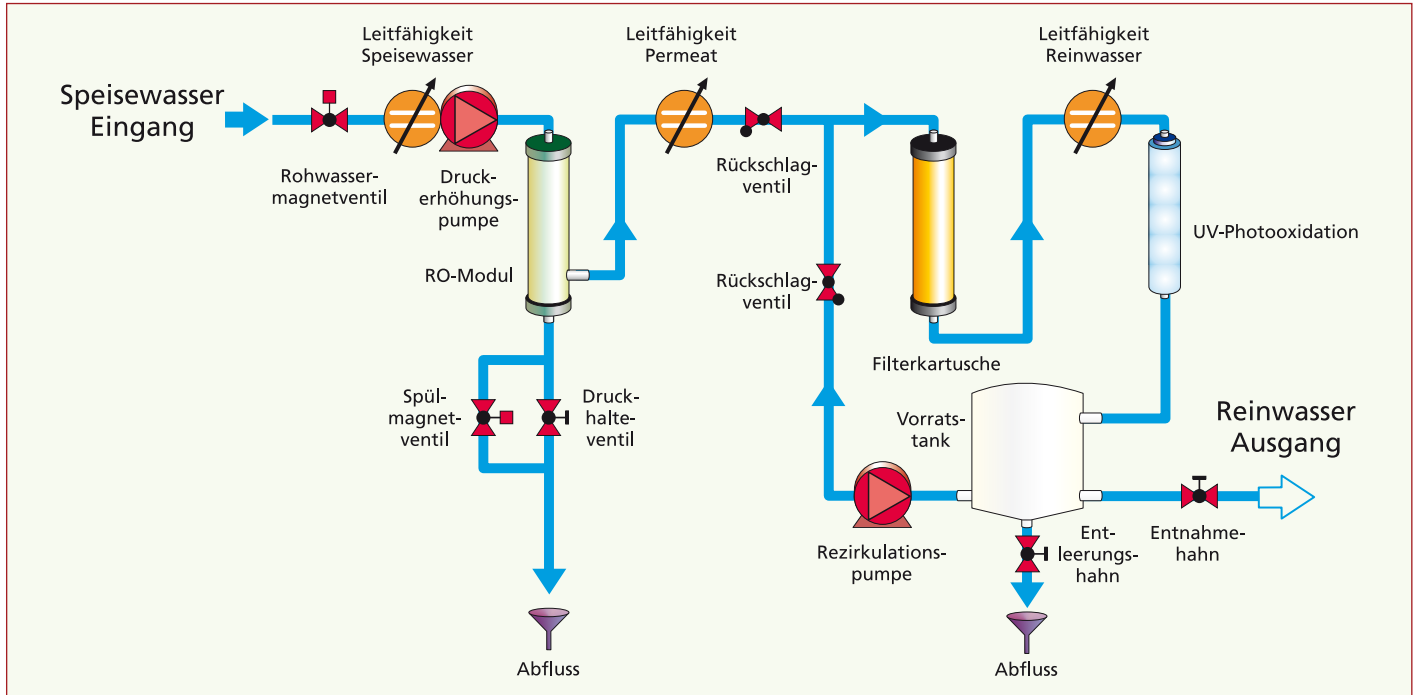 Leitfähigkeit
Speisewasser
Leitfähigkeit
Permeat
Leitfähigkeit
Reinwasser
Speisewasser
Eingang
Rohwasser-
magnetventil
Druck-
erhöhungs-
pumpe
Rückschlag-
ventil
UV-Photooxidation
RO-Modul
Rückschlag-
ventil
Filterkartusche
Spül-
magnet-
ventil
Druck-
halte-
ventil
Vorrats-
tank
Reinwasser
Ausgang
Rezirkulations-
pumpe
Ent-
leerungs-
hahn
Entnahme-
hahn
Abfluss
Abfluss